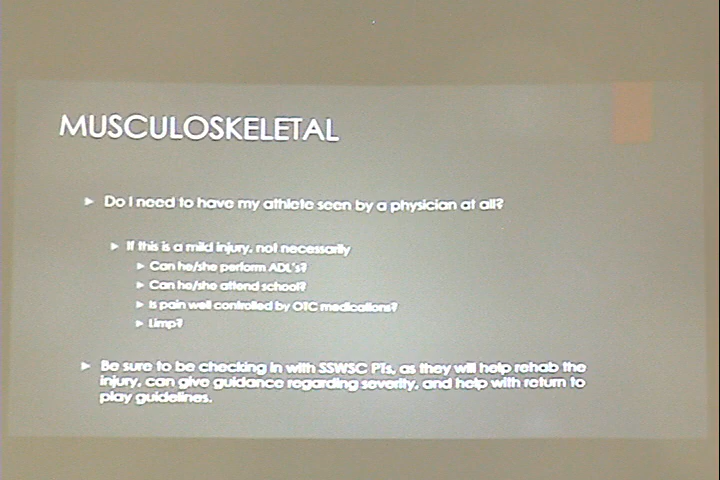 MUSCULOSKELETAL
Do I need to have my athlete seen by a physician at all?
If this is a mild injury, not necessarily
Can he/she perform ADL's?
Can he/she attend school?
Is pain well controlled by OTC medications?
Limp?
Be sure to be checking in with SSWSC PTs, as they will help rehab the
injury, can give guidance regarding severity, and help with return to
play guidelines.